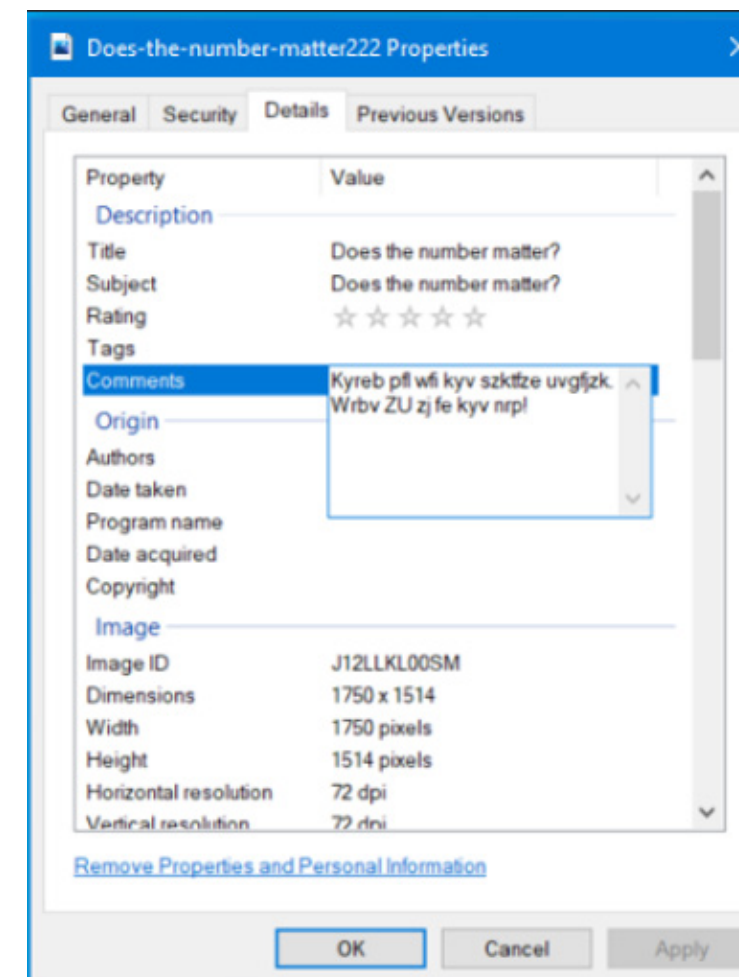 Does-the-number-matter222 Properties
General Security Details Previous Versions
Property Value
Description
Title Does the number matter?
Subject Does the number matter?
Rating
Tags
Comments Kyreb pfl wfi kyv szktfze uvgfjzk.
Wrbv ZU zj fe kyv nrp!
Origin
Authors
Date taken
Program name
Date acquired
Copyright
Image
Image ID J12LLKL00SM
Dimensions 1750 x 1514
Width 1750 pixels
Height 1514 pixels
Horizontal resolution 72 dpi
Vertical resolution 72 dpi
Remove Properties and Personal Information
OK Cancel Apply